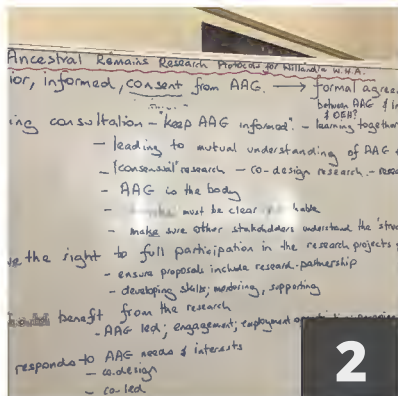 Ancestral Remains Research Protocols for Willandra W.H.A.
ior, informed, consent from AAG. → formal agree
between AAG &
& OEH?
ing consultation - "keep AAG informed". - learning together
- leading to mutual understanding of AAG
- 'consensual' research - co-design research. -
- AAG is the body
- must be clear
- make sure other stakeholders understand the 'struc
ve the right to full participation in the research projects
- ensure proposals include research-partnership
- developing skills; mentoring, supporting
benefit from the research
- AAG led; engagement; employment
responds to AAG needs & interests
- co-design
- co-led
2